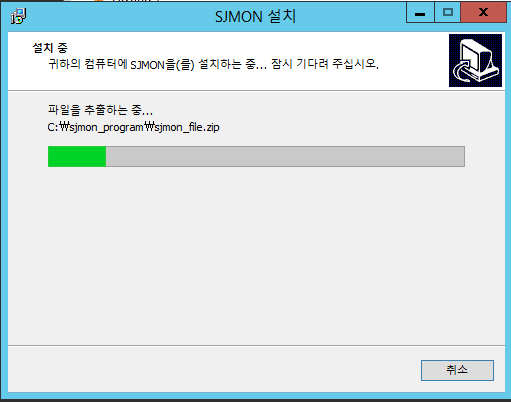 SJMON 설치
설치 중
귀하의 컴퓨터에 SJMON을(를) 설치하는 중... 잠시 기다려 주십시오.
파일을 추출하는 중...
C:₩sjmon_program₩sjmon_file.zip
취소